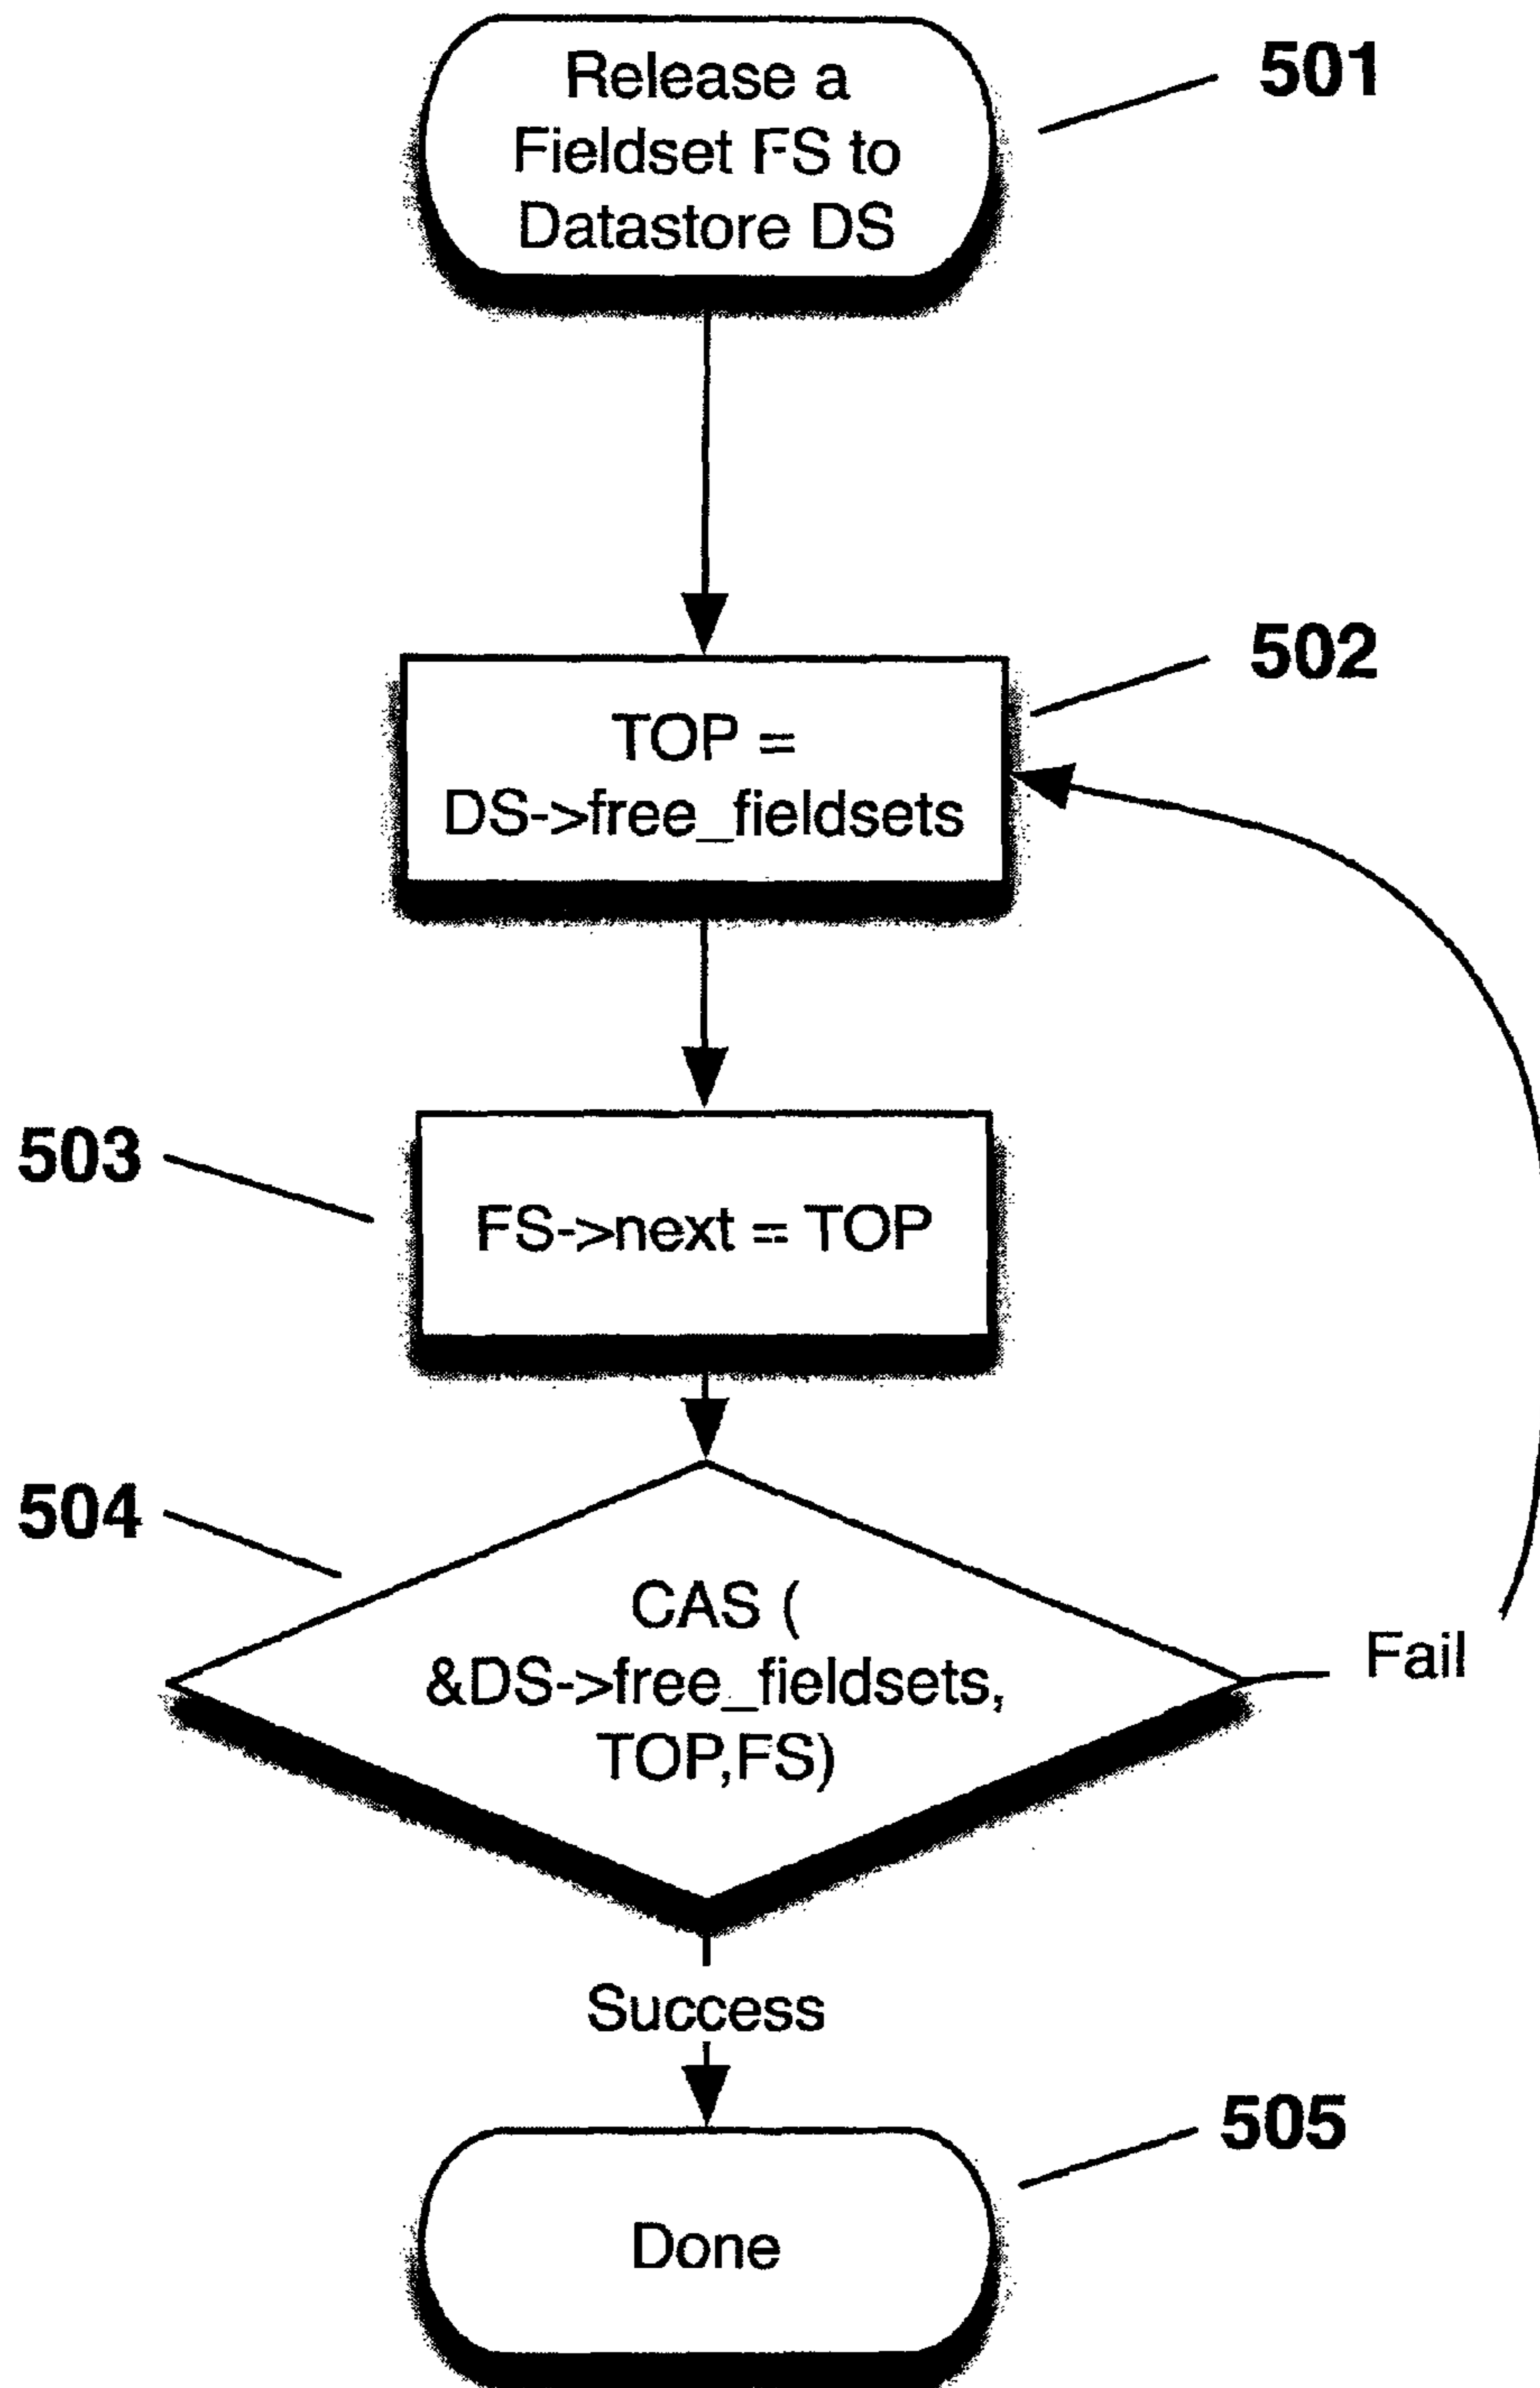 Release a
Fieldset FS to
Datastore DS
501
TOP =
DS->free_fieldsets
502
503
FS->next = TOP
504
CAS (
&DS->free_fieldsets,
TOP,FS)
Fail
Success
505
Done